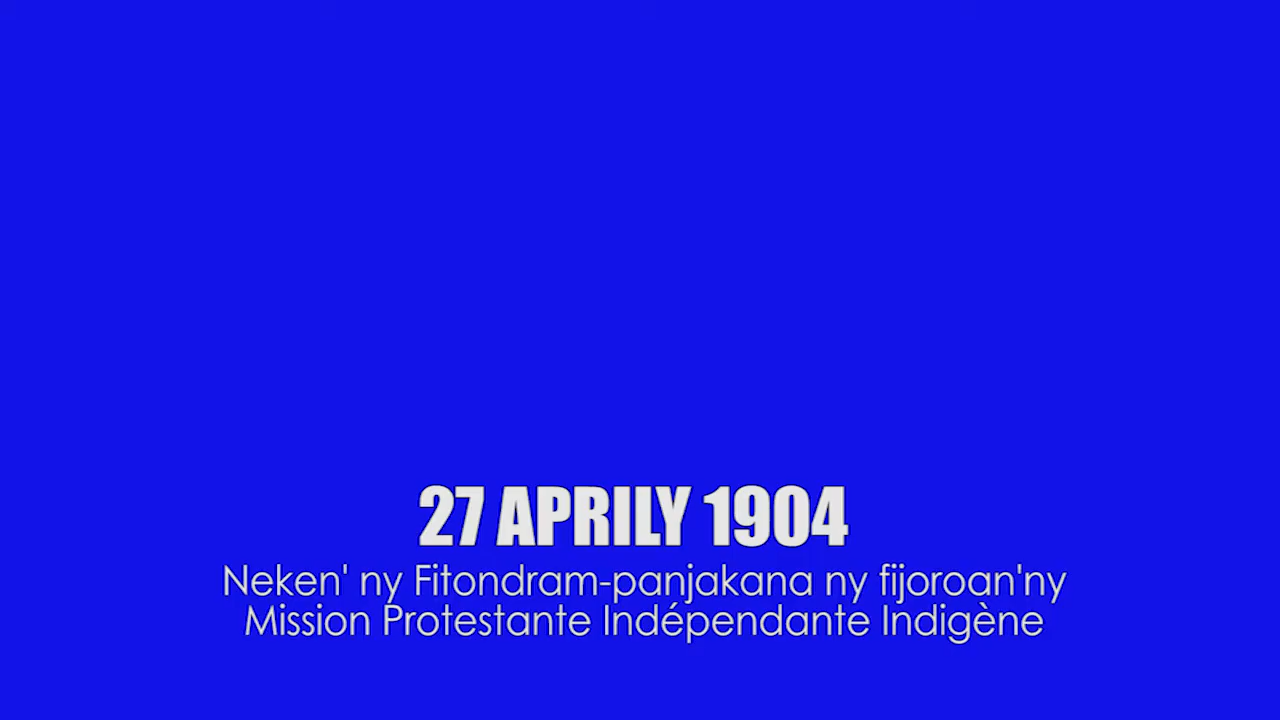 27 APRILY 1904
Neken' ny Fitondram-panjakana ny fijoroan'ny
Mission Protestante Indépendante Indigène